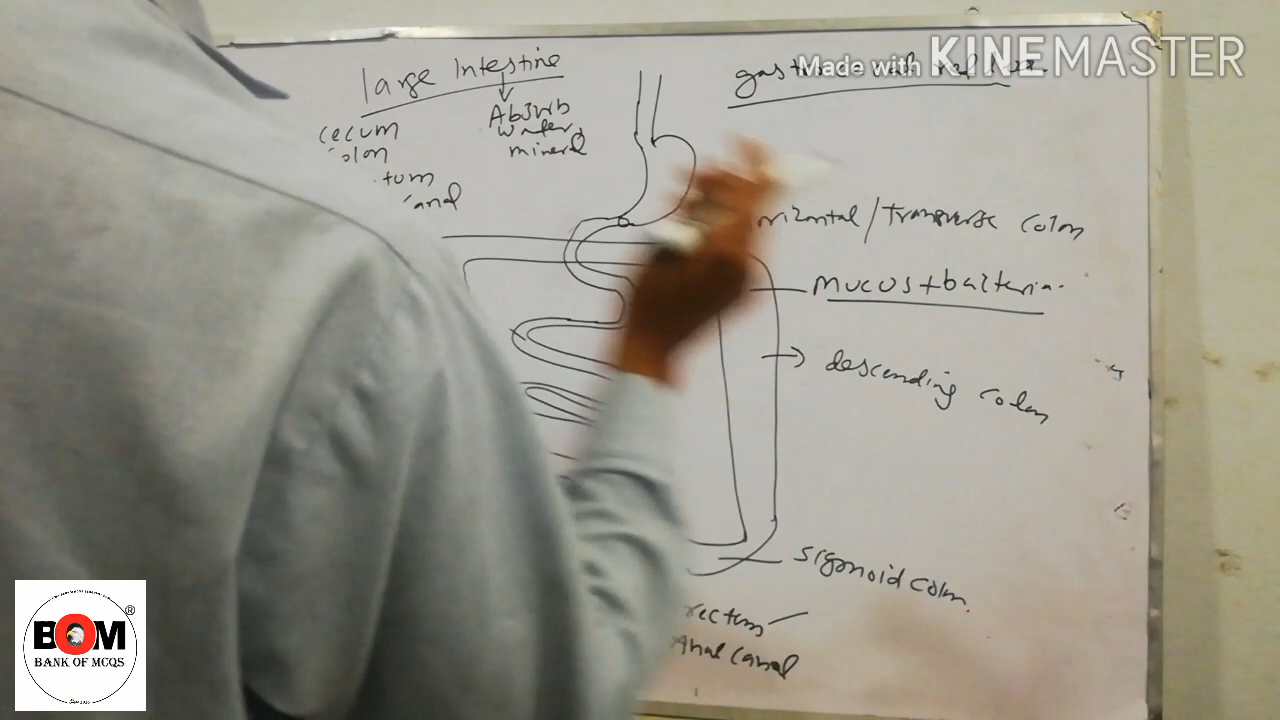 large Intestine
Absorb
water,
mineral
cecum
colon
tum
and
Made with KINEMASTER
orizontal / transverse colon
mucus + bacteria.
descending colon
sigmoid colon.
rectum
Anal canal
BOM
®
BANK OF MCQS